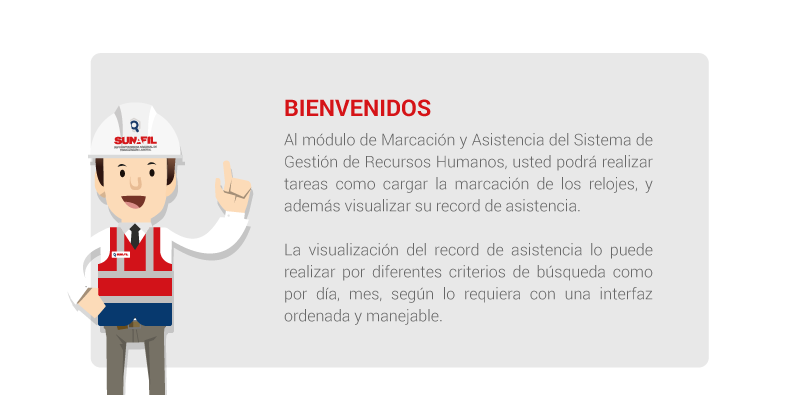 BIENVENIDOS
Al módulo de Marcación y Asistencia del Sistema de
Gestión de Recursos Humanos, usted podrá realizar
tareas como cargar la marcación de los relojes, y
además visualizar su record de asistencia.
La visualización del record de asistencia lo puede
realizar por diferentes criterios de búsqueda como
por día, mes, según lo requiera con una interfaz
ordenada y manejable.
SUNAFIL